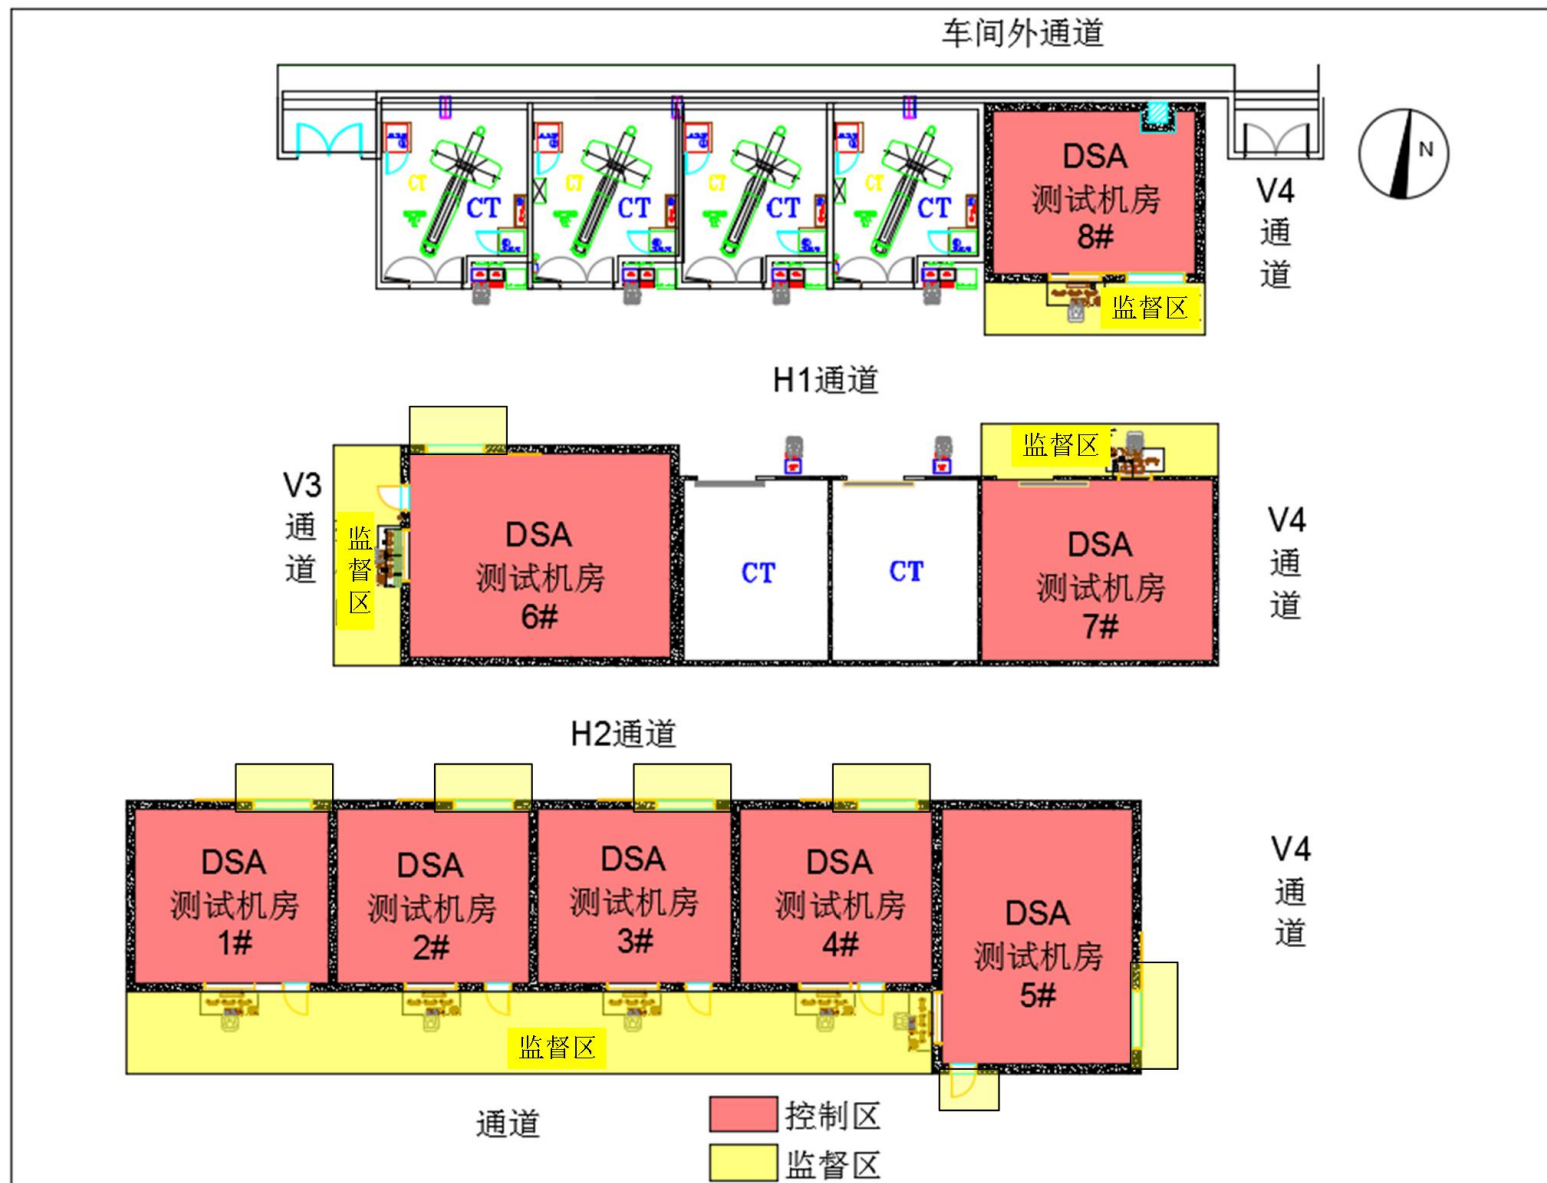 车间外通道
N
CT
CT
CT
CT
CT
CT
CT
CT
DSA
测试机房
8#
V4
通
道
监督区
H1通道
监督区
V3
通
道
监
督
区
DSA
测试机房
6#
CT
CT
DSA
测试机房
7#
V4
通
道
H2通道
DSA
测试机房
1#
DSA
测试机房
2#
DSA
测试机房
3#
DSA
测试机房
4#
DSA
测试机房
5#
V4
通
道
监督区
通道
控制区
监督区